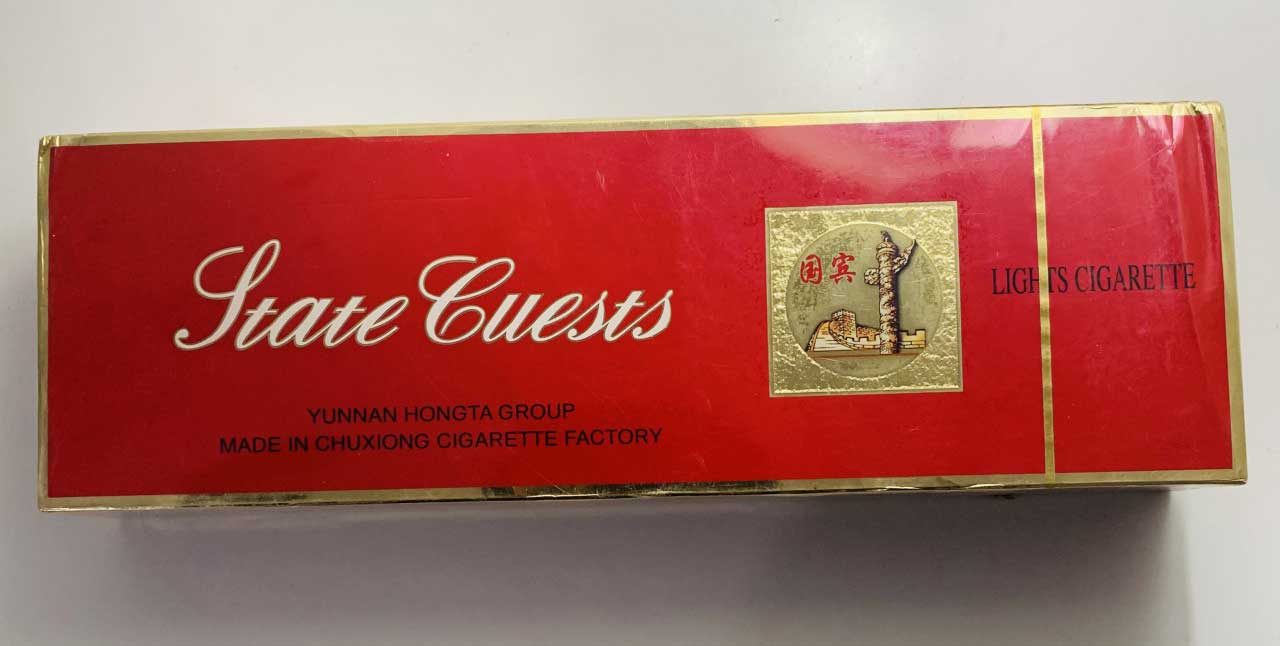 State Guests
YUNNAN HONGTA GROUP
MADE IN CHUXIONG CIGARETTE FACTORY
国宾
LIGHTS CIGARETTE